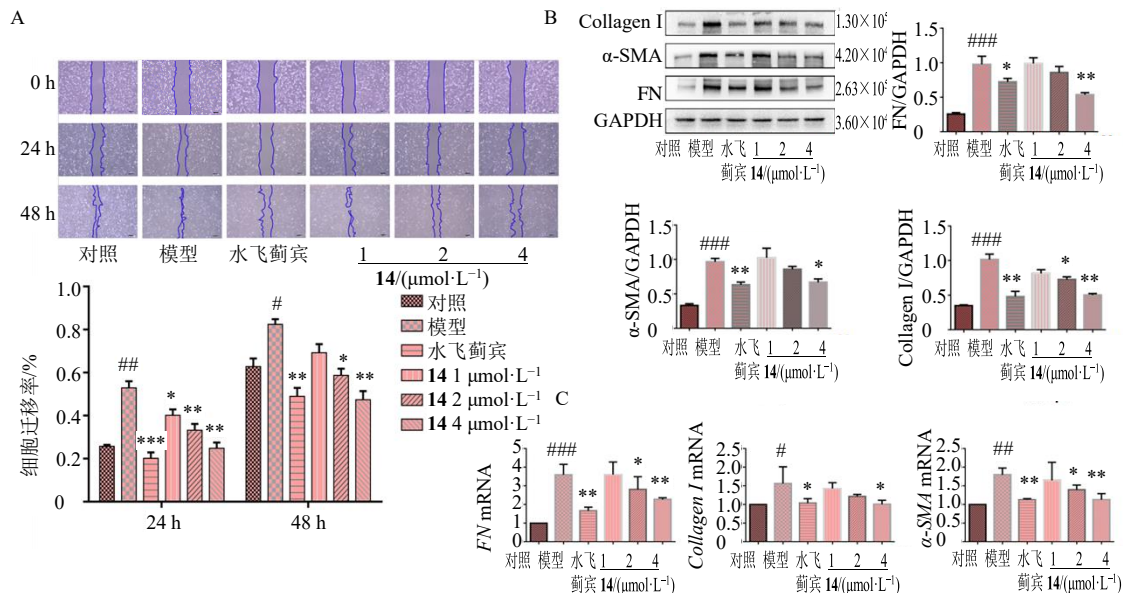 A
0 h
24 h
48 h
对照 模型 水飞蓟宾 1 2 4
14/(μmol·L⁻¹)
细胞迁移率/%
1.0
0.8
0.6
0.4
0.2
0
## *** * ** **
# ** * **
24 h 48 h
对照
模型
水飞蓟宾
14 1 μmol·L⁻¹
14 2 μmol·L⁻¹
14 4 μmol·L⁻¹
B
Collagen I 1.30×10⁵
α-SMA 4.20×10⁴
FN 2.63×10⁵
GAPDH 3.60×10⁴
对照 模型 水飞 1 2 4
蓟宾 14/(μmol·L⁻¹)
FN/GAPDH
1.5
1.0
0.5
0
### * **
对照 模型 水飞 1 2 4
蓟宾 14/(μmol·L⁻¹)
α-SMA/GAPDH
1.5
1.0
0.5
0
### ** *
对照 模型 水飞 1 2 4
蓟宾 14/(μmol·L⁻¹)
Collagen I/GAPDH
1.5
1.0
0.5
0
### ** * **
对照 模型 水飞 1 2 4
蓟宾 14/(μmol·L⁻¹)
C
FN mRNA
5
4
3
2
1
0
### ** * **
对照 模型 水飞 1 2 4
蓟宾 14/(μmol·L⁻¹)
Collagen I mRNA
2.5
2.0
1.5
1.0
0.5
0
# * *
对照 模型 水飞 1 2 4
蓟宾 14/(μmol·L⁻¹)
α-SMA mRNA
2.5
2.0
1.5
1.0
0.5
0
## ** * **
对照 模型 水飞 1 2 4
蓟宾 14/(μmol·L⁻¹)